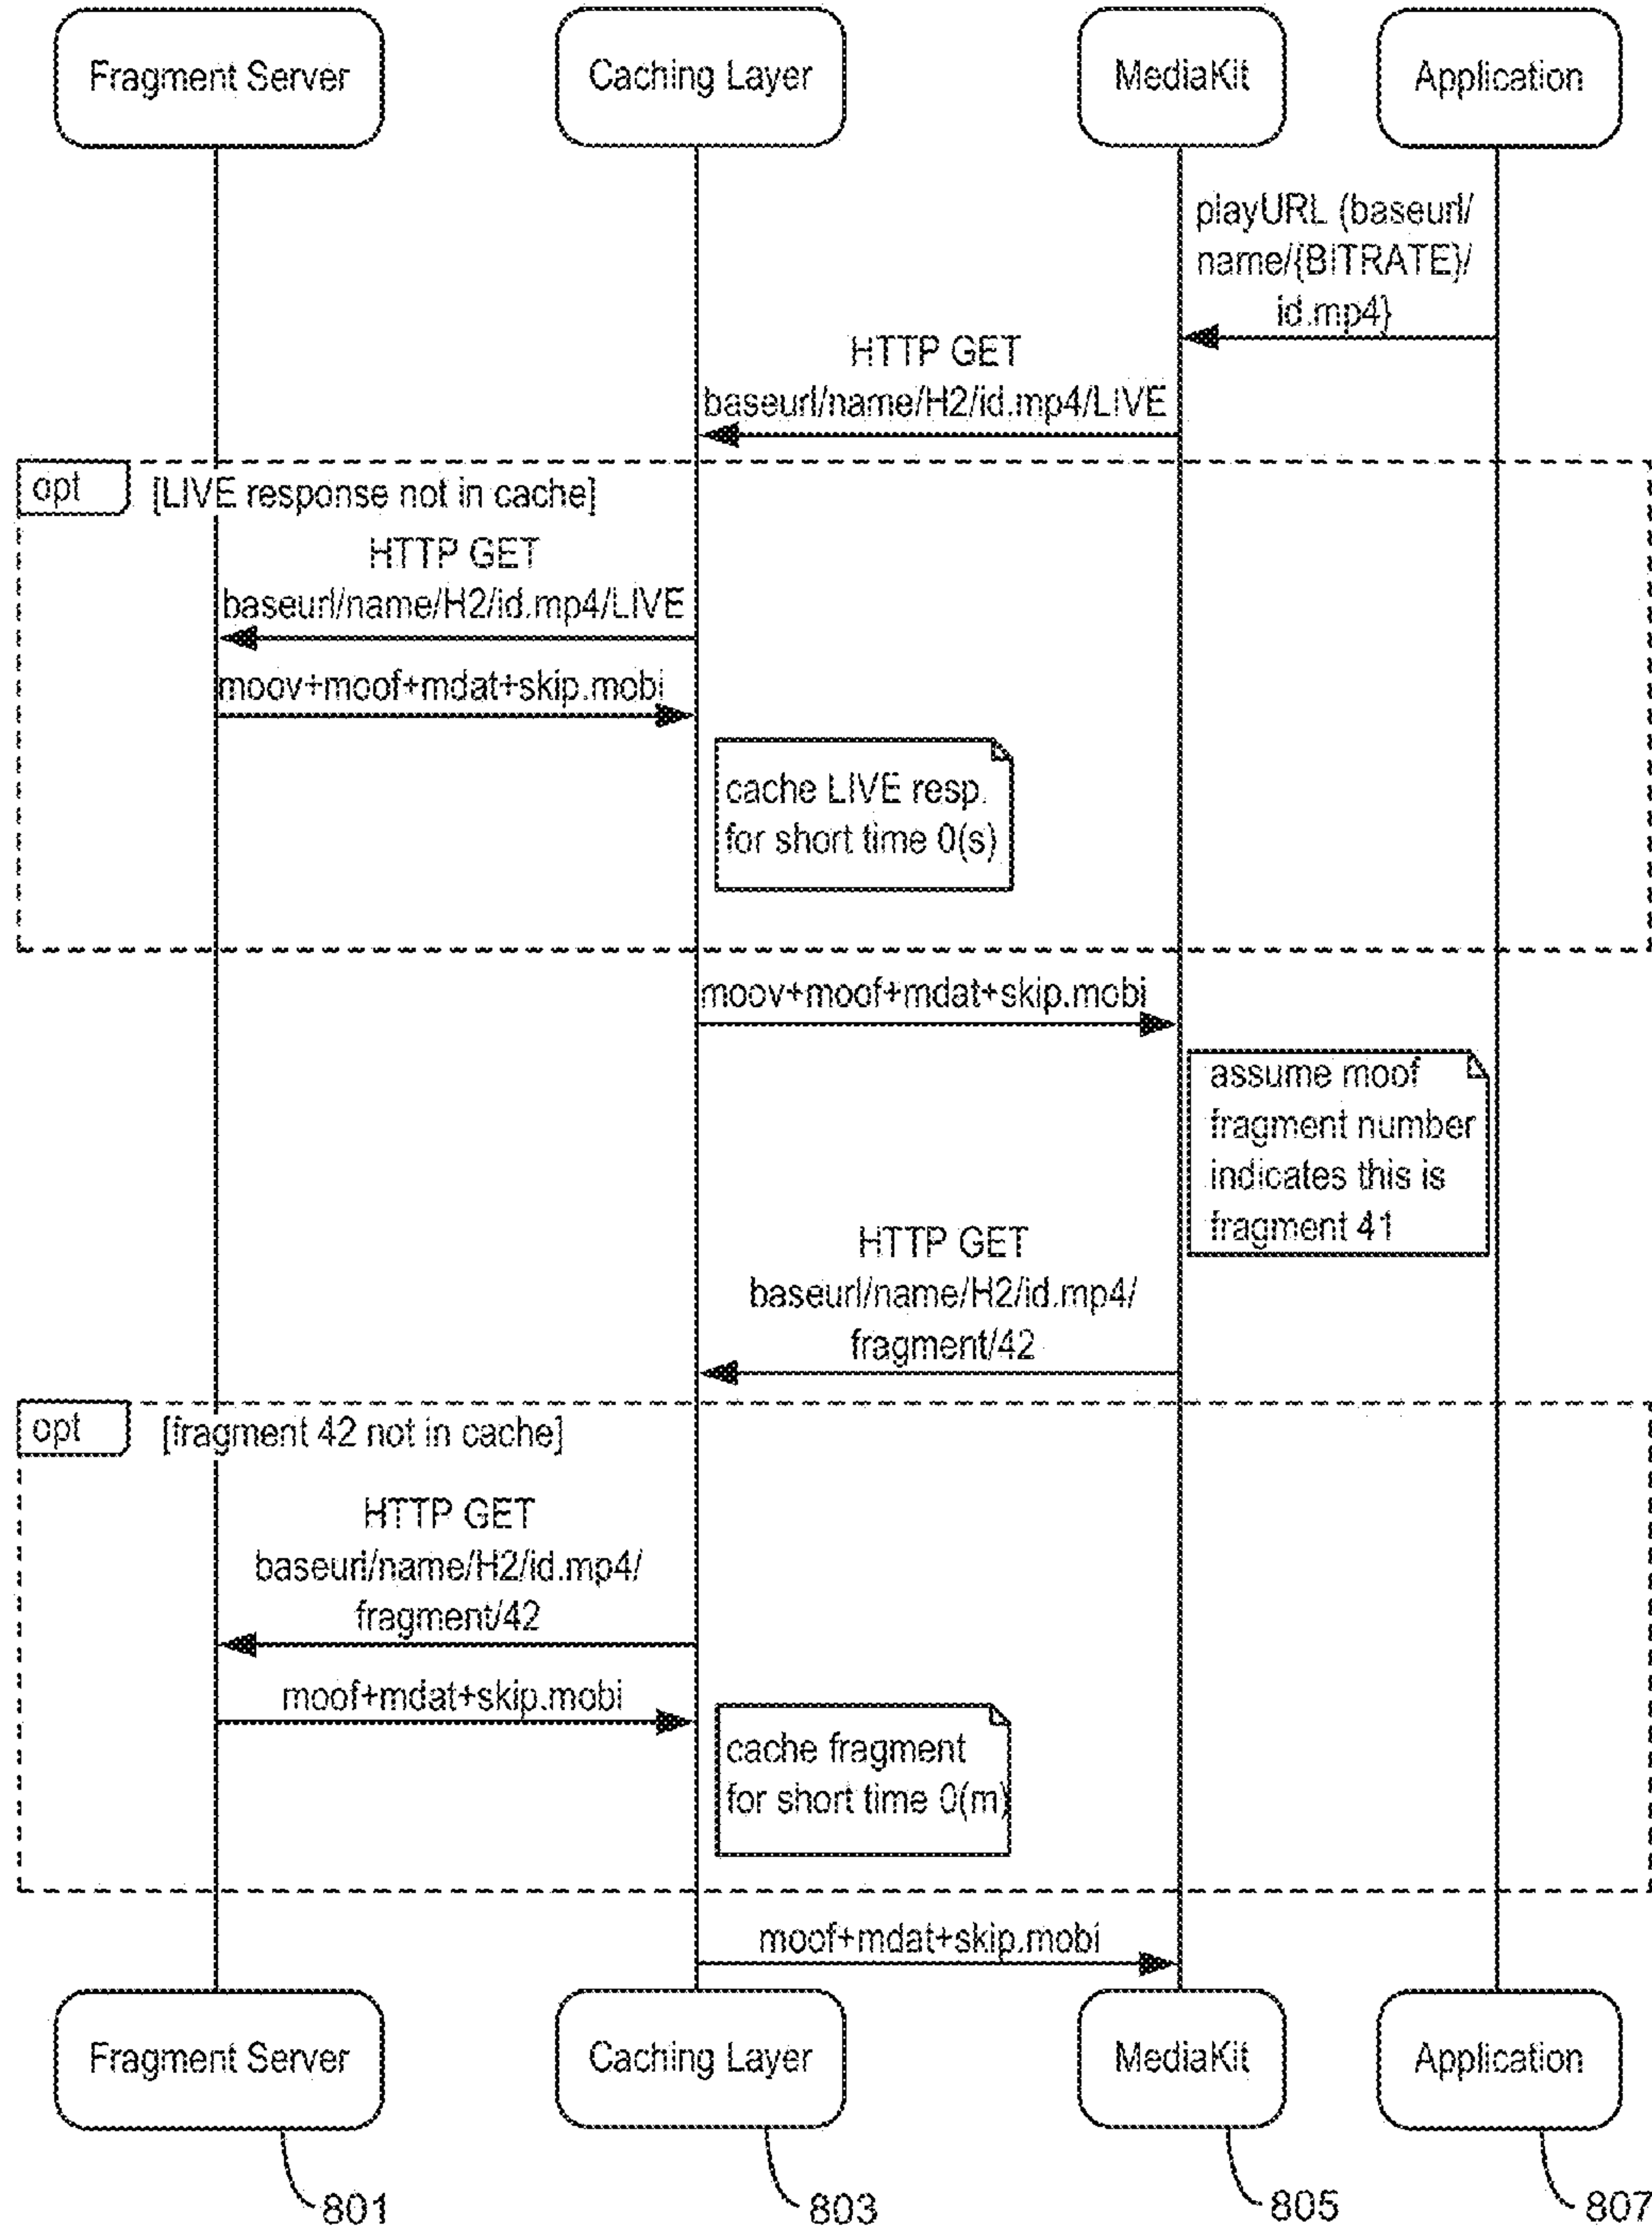 Fragment Server
Caching Layer
MediaKit
Application
playURL (baseurl/
name/{BITRATE}/
id.mp4}
HTTP GET
baseurl/name/H2/id.mp4/LIVE
opt
[LIVE response not in cache]
HTTP GET
baseurl/name/H2/id.mp4/LIVE
moov+moof+mdat+skip.mobi
cache LIVE resp.
for short time 0(s)
moov+moof+mdat+skip.mobi
assume moof
fragment number
indicates this is
fragment 41
HTTP GET
baseurl/name/H2/id.mp4/
fragment/42
opt
[fragment 42 not in cache]
HTTP GET
baseurl/name/H2/id.mp4/
fragment/42
moof+mdat+skip.mobi
cache fragment
for short time 0(m)
moof+mdat+skip.mobi
Fragment Server
Caching Layer
MediaKit
Application
801
803
805
807